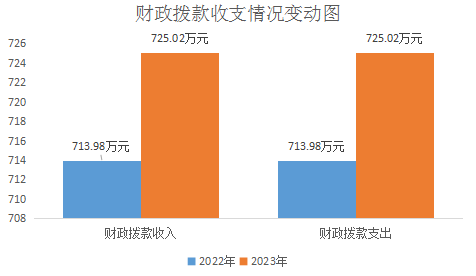 财政拨款收支情况变动图
726
724
722
720
718
716
714
712
710
708
725.02万元
725.02万元
713.98万元
713.98万元
财政拨款收入
财政拨款支出
2022年
2023年